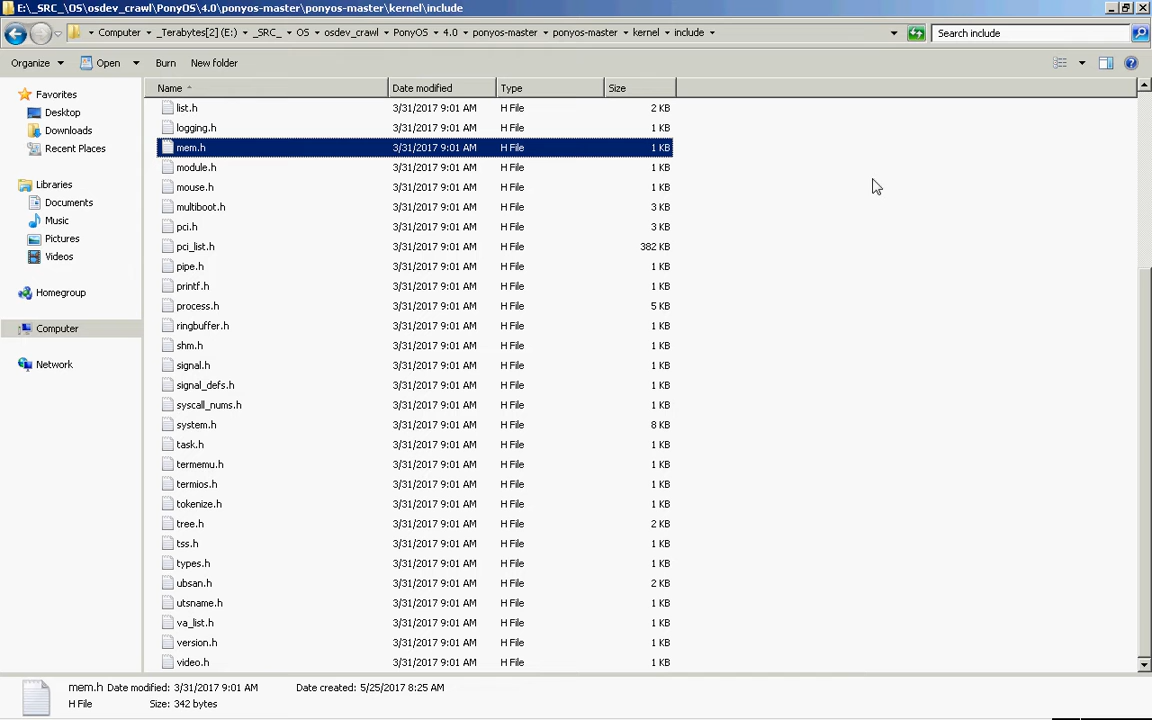 E:\_SRC_\OS\osdev_crawl\PonyOS\4.0\ponyos-master\ponyos-master\kernel\include
Computer _Terabytes[2] (E:) _SRC_ OS osdev_crawl PonyOS 4.0 ponyos-master ponyos-master kernel include Search include
Organize Open Burn New folder
Name Date modified Type Size
Favorites
Desktop
Downloads
Recent Places
Libraries
Documents
Music
Pictures
Videos
Homegroup
Computer
Network
list.h 3/31/2017 9:01 AM H File 2 KB
logging.h 3/31/2017 9:01 AM H File 1 KB
mem.h 3/31/2017 9:01 AM H File 1 KB
module.h 3/31/2017 9:01 AM H File 1 KB
mouse.h 3/31/2017 9:01 AM H File 1 KB
multiboot.h 3/31/2017 9:01 AM H File 3 KB
pci.h 3/31/2017 9:01 AM H File 3 KB
pci_list.h 3/31/2017 9:01 AM H File 382 KB
pipe.h 3/31/2017 9:01 AM H File 1 KB
printf.h 3/31/2017 9:01 AM H File 1 KB
process.h 3/31/2017 9:01 AM H File 5 KB
ringbuffer.h 3/31/2017 9:01 AM H File 1 KB
shm.h 3/31/2017 9:01 AM H File 1 KB
signal.h 3/31/2017 9:01 AM H File 1 KB
signal_defs.h 3/31/2017 9:01 AM H File 1 KB
syscall_nums.h 3/31/2017 9:01 AM H File 1 KB
system.h 3/31/2017 9:01 AM H File 8 KB
task.h 3/31/2017 9:01 AM H File 1 KB
termemu.h 3/31/2017 9:01 AM H File 1 KB
termios.h 3/31/2017 9:01 AM H File 1 KB
tokenize.h 3/31/2017 9:01 AM H File 1 KB
tree.h 3/31/2017 9:01 AM H File 2 KB
tss.h 3/31/2017 9:01 AM H File 1 KB
types.h 3/31/2017 9:01 AM H File 1 KB
ubsan.h 3/31/2017 9:01 AM H File 2 KB
utsname.h 3/31/2017 9:01 AM H File 1 KB
va_list.h 3/31/2017 9:01 AM H File 1 KB
version.h 3/31/2017 9:01 AM H File 1 KB
video.h 3/31/2017 9:01 AM H File 1 KB
mem.h Date modified: 3/31/2017 9:01 AM Date created: 5/25/2017 8:25 AM
H File Size: 342 bytes